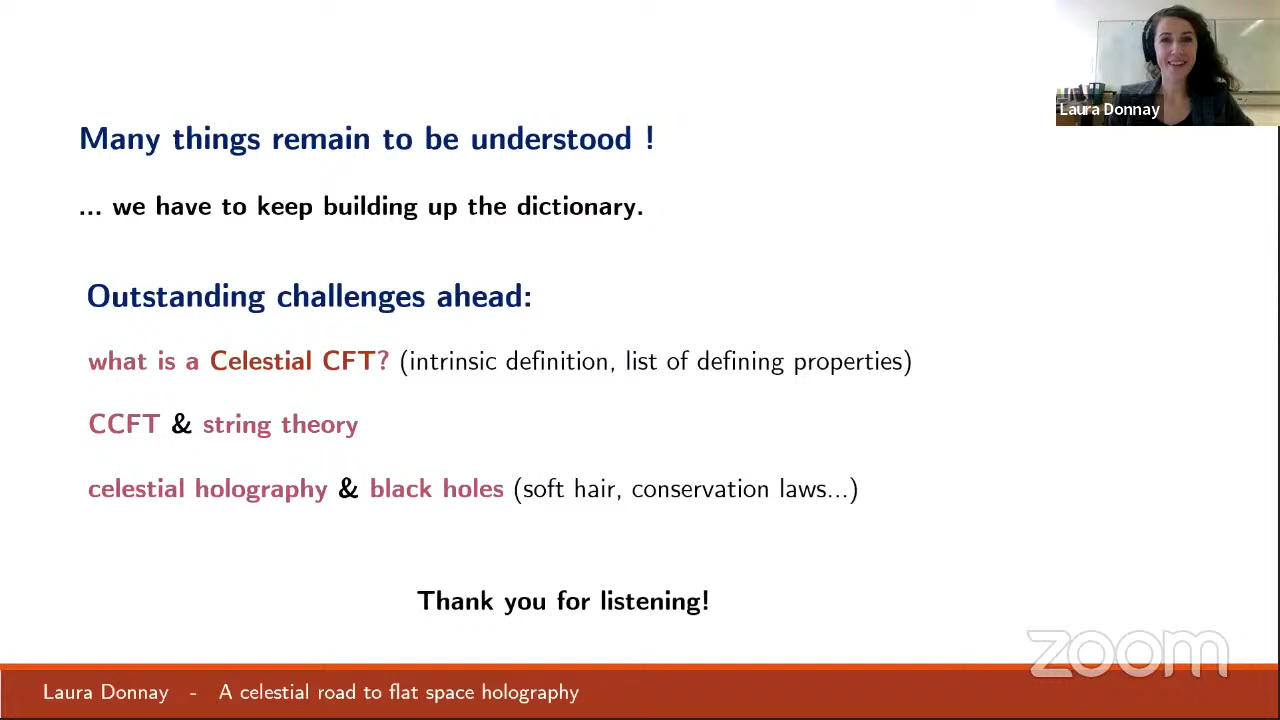 Laura Donnay
Many things remain to be understood !
... we have to keep building up the dictionary.
Outstanding challenges ahead:
what is a Celestial CFT? (intrinsic definition, list of defining properties)
CCFT & string theory
celestial holography & black holes (soft hair, conservation laws...)
Thank you for listening!
zoom
Laura Donnay - A celestial road to flat space holography